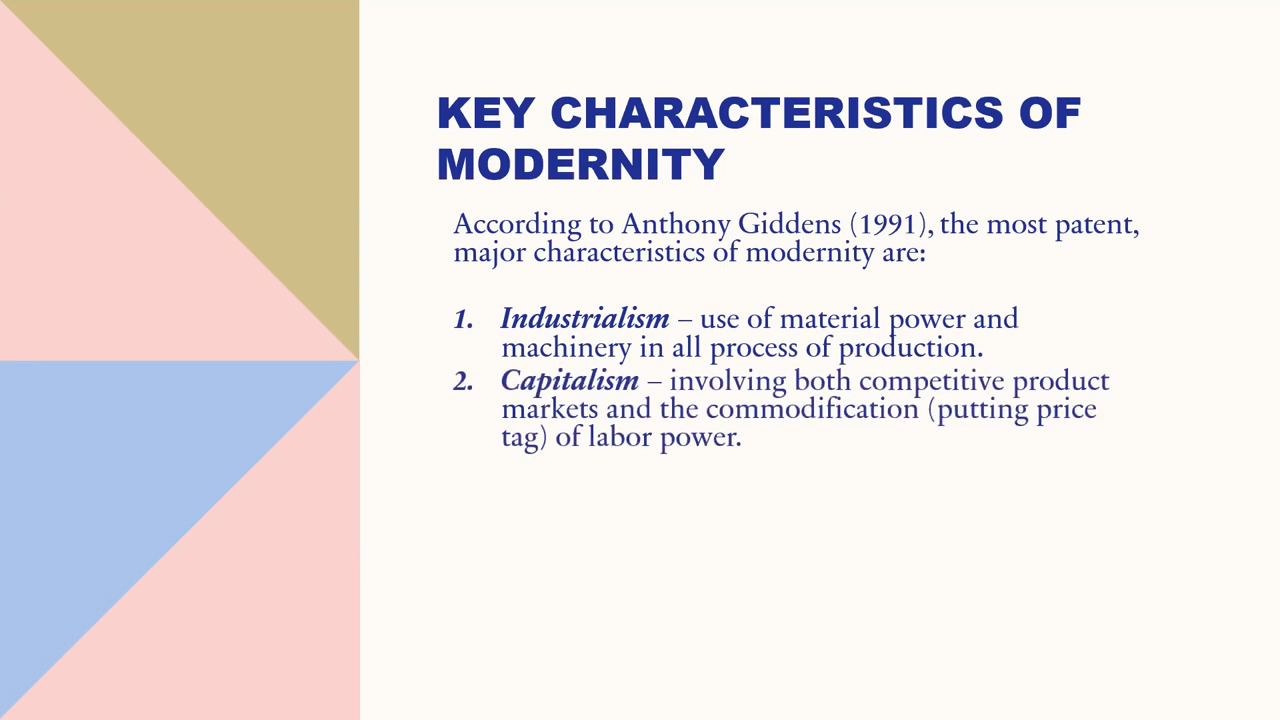 KEY CHARACTERISTICS OF
MODERNITY
According to Anthony Giddens (1991), the most patent,
major characteristics of modernity are:
1. Industrialism – use of material power and
machinery in all process of production.
2. Capitalism – involving both competitive product
markets and the commodification (putting price
tag) of labor power.